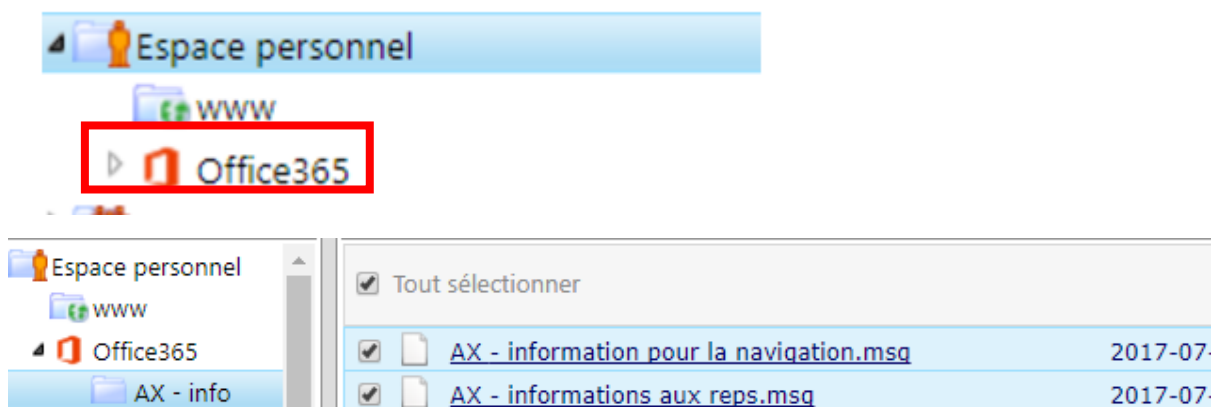 Espace personnel
www
Office365
Espace personnel
www
Office365
AX - info
Tout sélectionner
AX - information pour la navigation.msg 2017-07-
AX - informations aux reps.msg 2017-07-